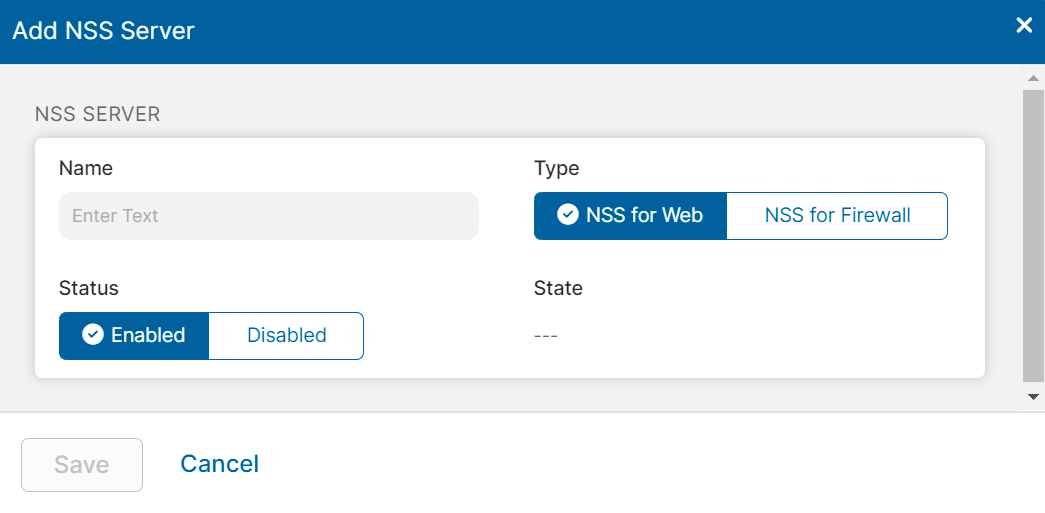 Add NSS Server
NSS SERVER
Name
Type
Enter Text
NSS for Web
NSS for Firewall
Status
State
Enabled
Disabled
---
Save
Cancel